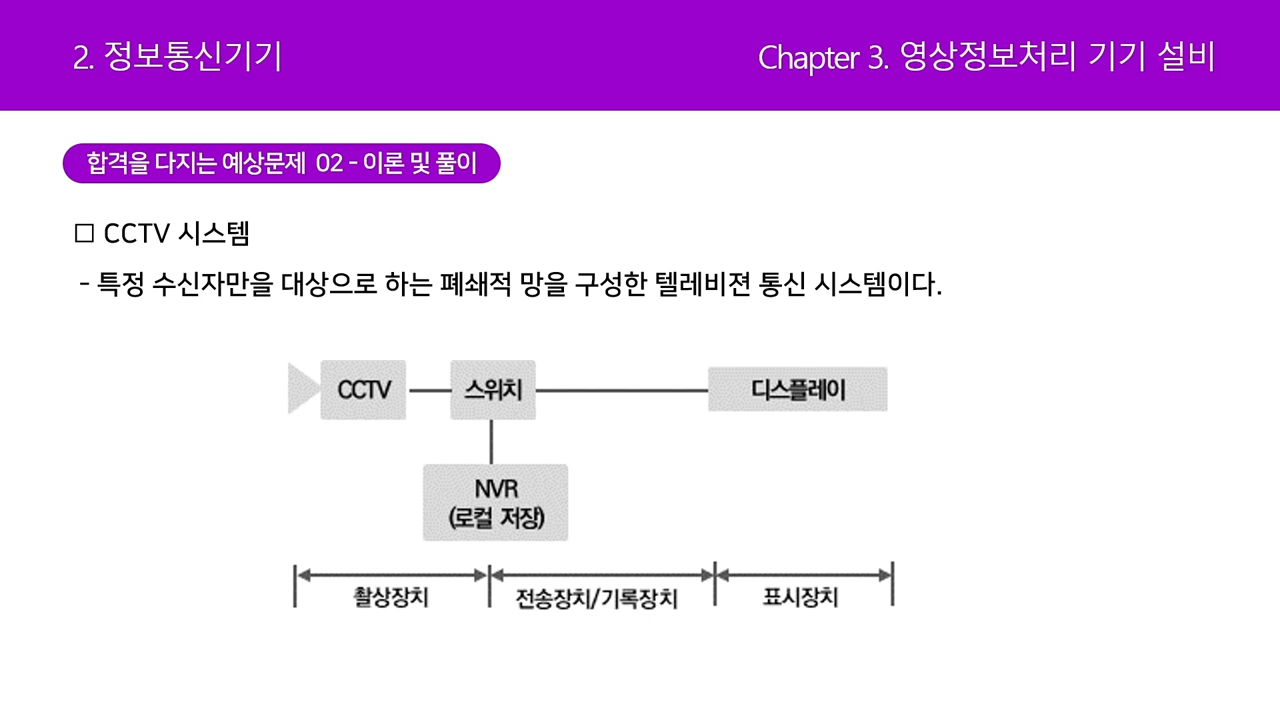 2. 정보통신기기
Chapter 3. 영상정보처리 기기 설비
합격을 다지는 예상문제 02 - 이론 및 풀이
□ CCTV 시스템
- 특정 수신자만을 대상으로 하는 폐쇄적 망을 구성한 텔레비젼 통신 시스템이다.
CCTV
스위치
디스플레이
NVR
(로컬 저장)
촬상장치
전송장치/기록장치
표시장치